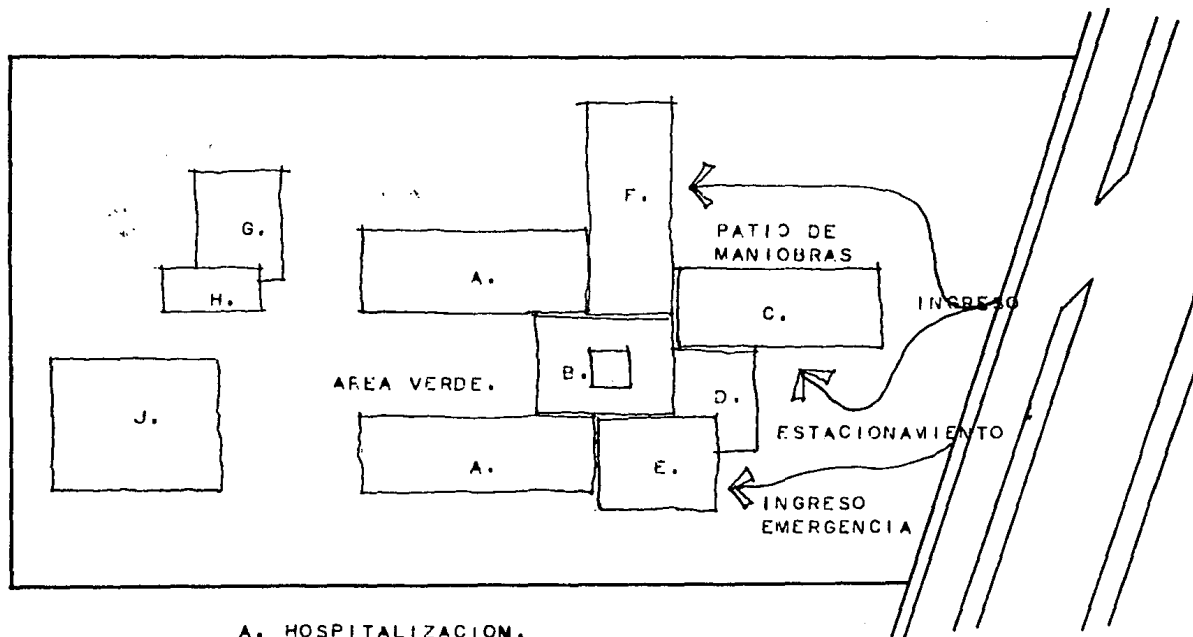 F.
G.
PATIO DE
MANIOBRAS
A.
H.
C.
INGRESO
B.
AREA VERDE.
D.
J.
ESTACIONAMIENTO
A.
E.
INGRESO
EMERGENCIA
A. HOSPITALIZACION.